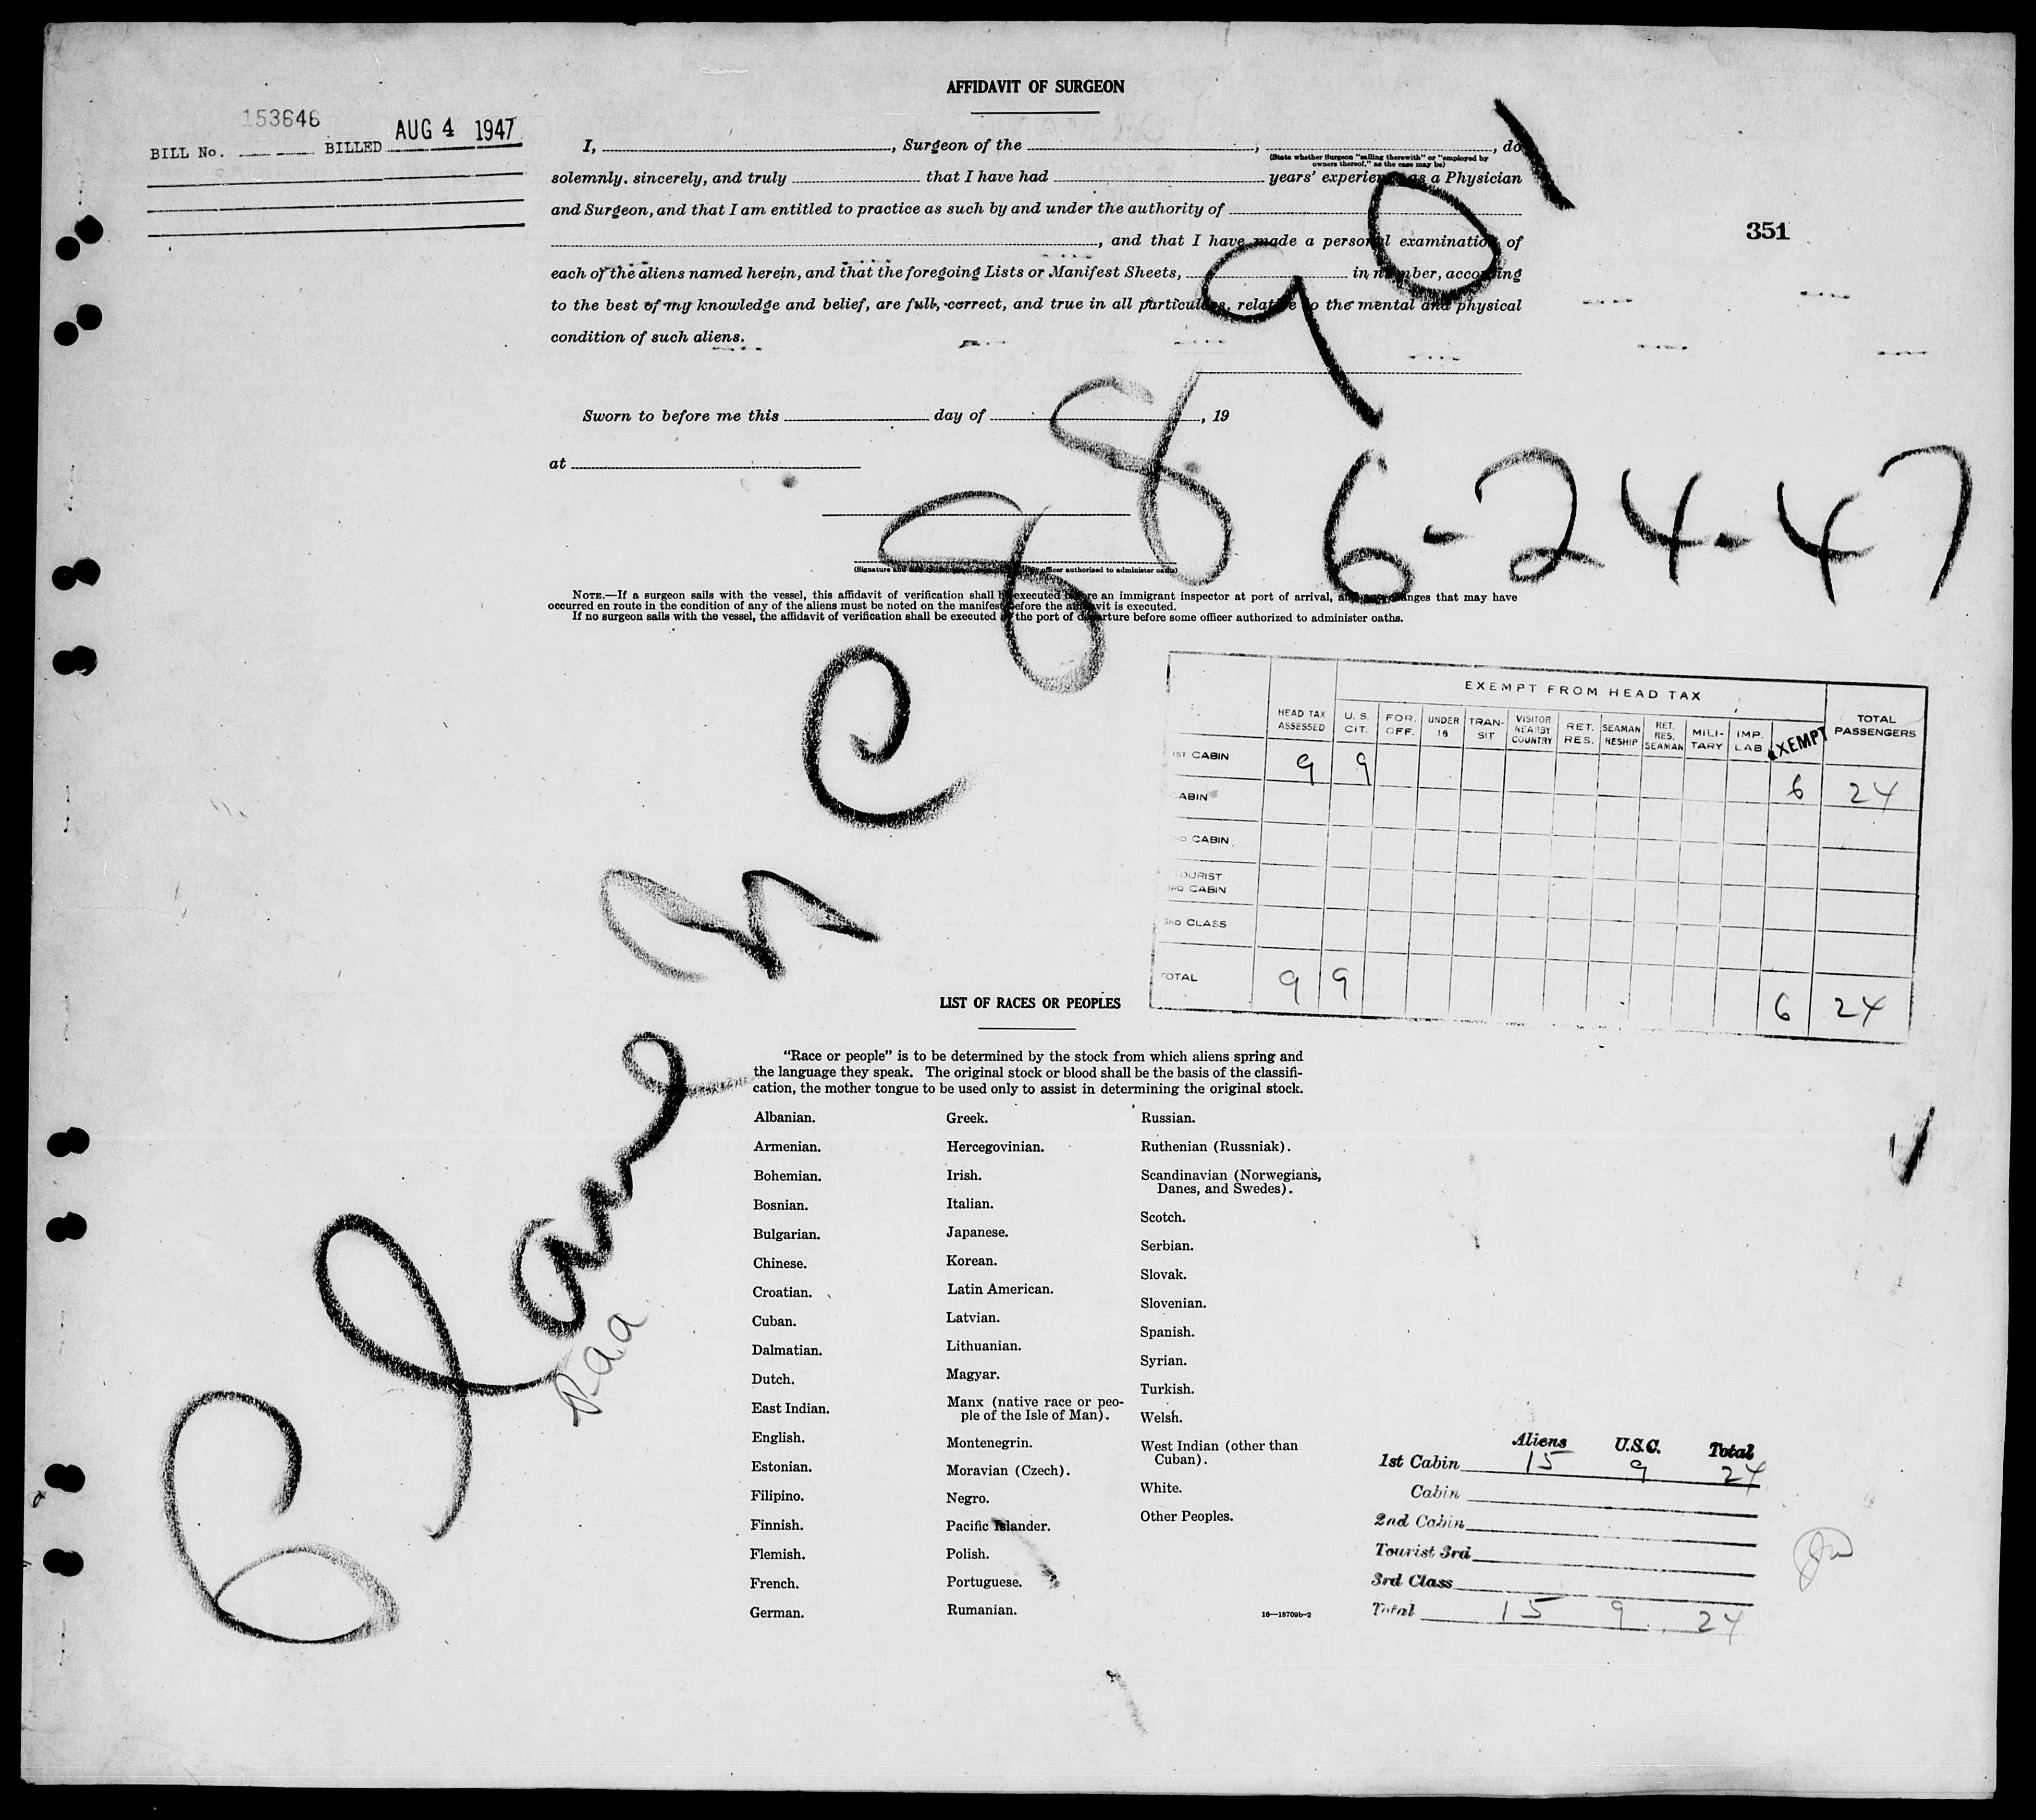 AFFIDAVIT OF SURGEON
153646
BILL No. BILLED AUG 4 1947
I, , Surgeon of the , , do
(State whether Surgeon "sailing therewith" or "employed by
owners thereof," as the case may be)
solemnly. sincerely, and truly that I have had years' experience as a Physician
and Surgeon, and that I am entitled to practice as such by and under the authority of
, and that I have made a personal examination of
each of the aliens named herein, and that the foregoing Lists or Manifest Sheets, in number, according
to the best of my knowledge and belief, are full, correct, and true in all particulars, relative to the mental and physical
condition of such aliens.
351
Sworn to before me this day of , 19
at
(Signature and officer authorized to administer oaths)
NOTE.—If a surgeon sails with the vessel, this affidavit of verification shall be executed before an immigrant inspector at port of arrival, and any changes that may have
occurred en route in the condition of any of the aliens must be noted on the manifest before the affidavit is executed.
If no surgeon sails with the vessel, the affidavit of verification shall be executed at the port of departure before some officer authorized to administer oaths.
Plane NC 88901
6-24-47
Paa
EXEMPT FROM HEAD TAX
HEAD TAX ASSESSED U. S. CIT. FOR. OFF. UNDER 16 TRAN-SIT VISITOR NEARBY COUNTRY RET. RES. SEAMAN RESHIP RET. RES. SEAMAN MILI-TARY IMP. LAB EXEMPT TOTAL PASSENGERS
1ST CABIN 9 9 6 24
CABIN
2ND CABIN
TOURIST
3RD CABIN
3RD CLASS
TOTAL 9 9 6 24
LIST OF RACES OR PEOPLES
"Race or people" is to be determined by the stock from which aliens spring and
the language they speak. The original stock or blood shall be the basis of the classifi-
cation, the mother tongue to be used only to assist in determining the original stock.
Albanian.
Armenian.
Bohemian.
Bosnian.
Bulgarian.
Chinese.
Croatian.
Cuban.
Dalmatian.
Dutch.
East Indian.
English.
Estonian.
Filipino.
Finnish.
Flemish.
French.
German.
Greek.
Hercegovinian.
Irish.
Italian.
Japanese.
Korean.
Latin American.
Latvian.
Lithuanian.
Magyar.
Manx (native race or peo-
ple of the Isle of Man).
Montenegrin.
Moravian (Czech).
Negro.
Pacific Islander.
Polish.
Portuguese.
Rumanian.
Russian.
Ruthenian (Russniak).
Scandinavian (Norwegians,
Danes, and Swedes).
Scotch.
Serbian.
Slovak.
Slovenian.
Spanish.
Syrian.
Turkish.
Welsh.
West Indian (other than
Cuban).
White.
Other Peoples.
16—18709b-2
Aliens U.S.C. Total
1st Cabin 15 9 24
Cabin
2nd Cabin
Tourist 3rd
3rd Class
Total 15 9 24